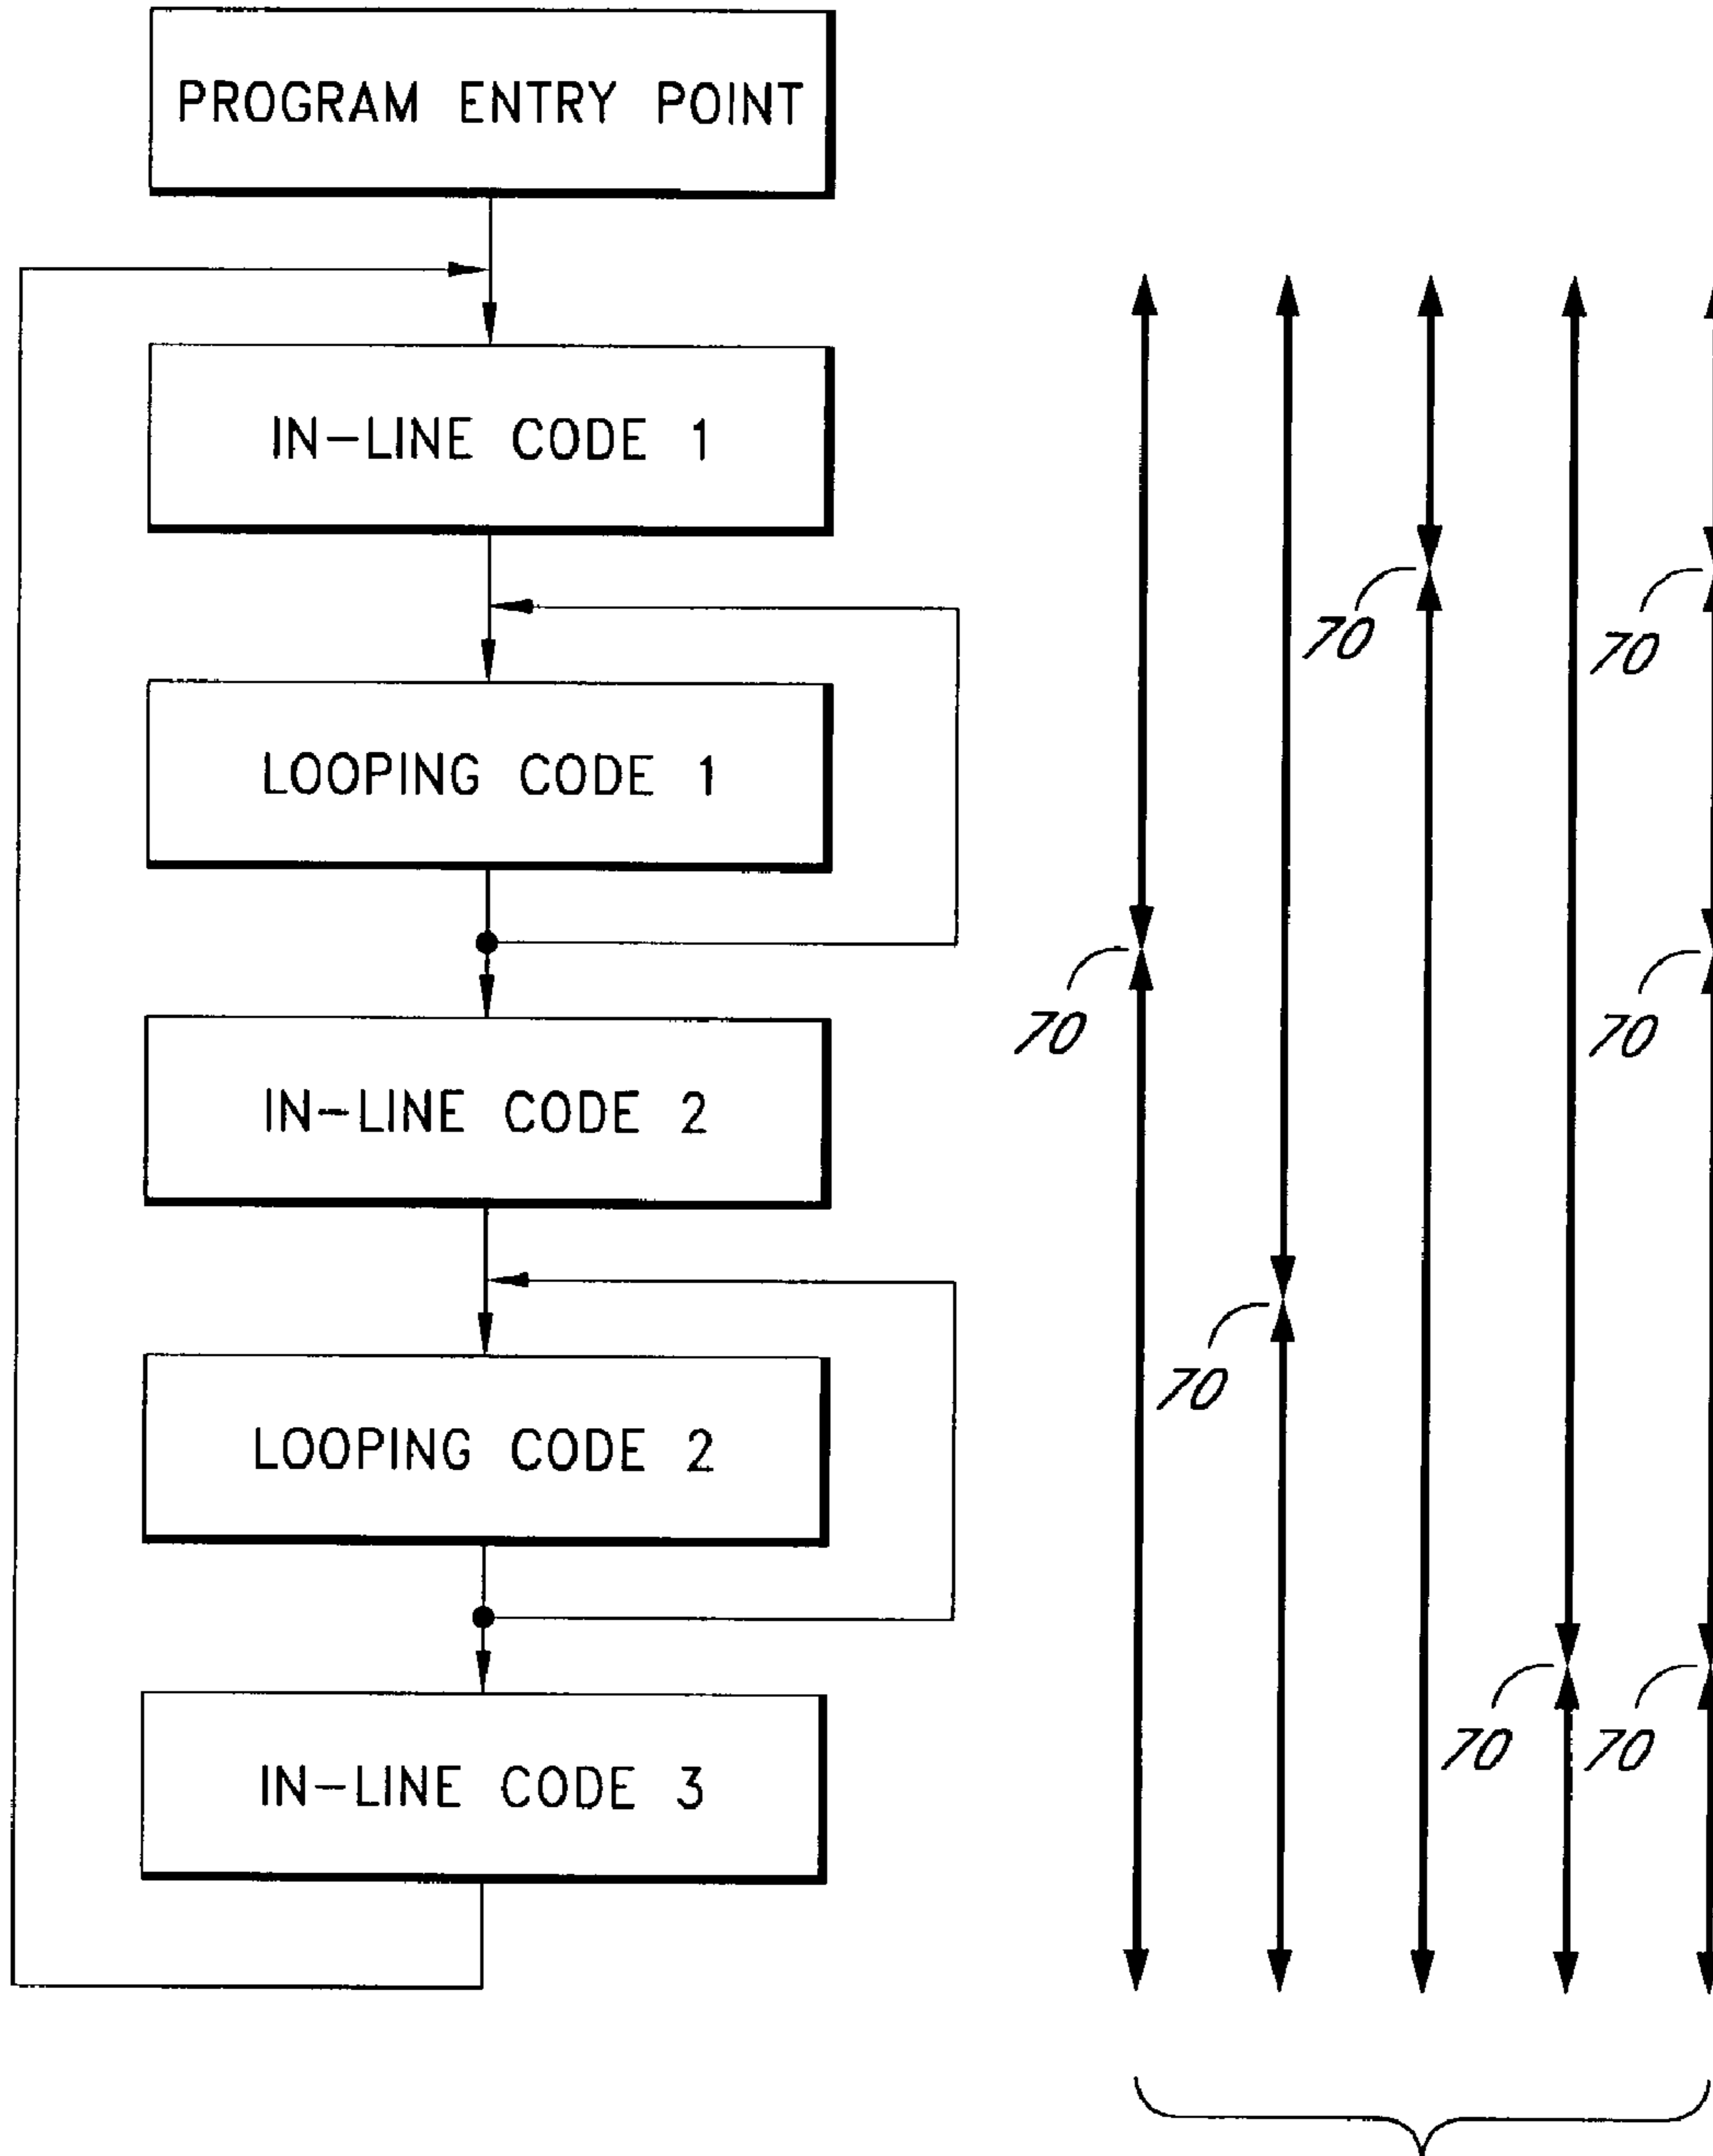 PROGRAM ENTRY POINT
IN-LINE CODE 1
70
70
LOOPING CODE 1
70
70
IN-LINE CODE 2
70
LOOPING CODE 2
70
70
IN-LINE CODE 3